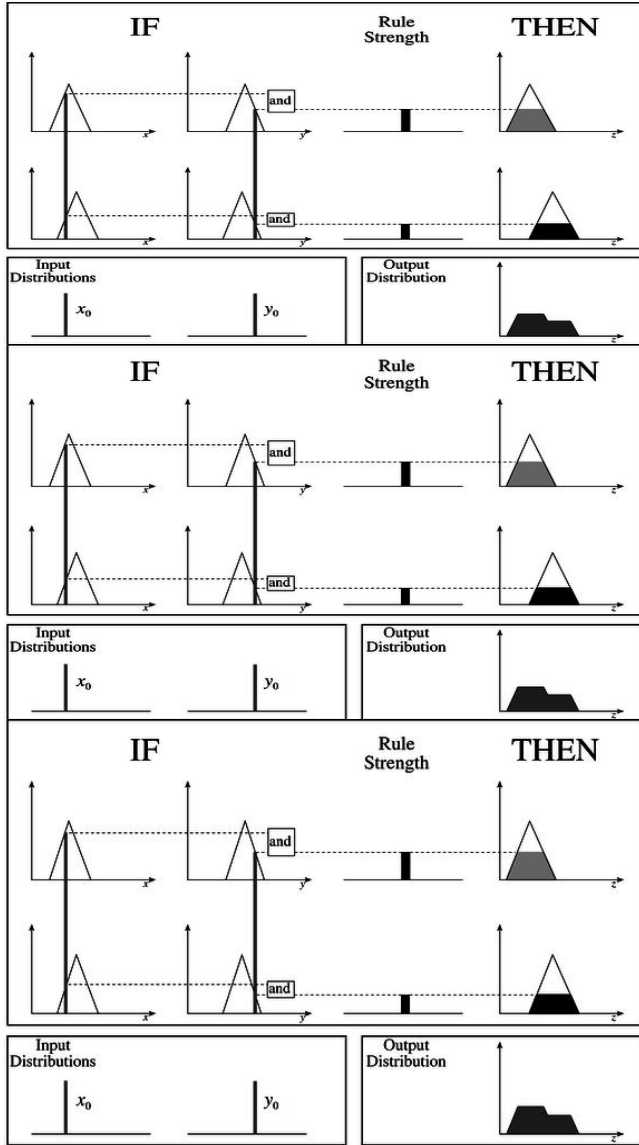 IF
Rule
Strength
THEN
and
x
y
z
and
x
y
z
Input
Distributions
x0
y0
Output
Distribution
z
IF
Rule
Strength
THEN
and
x
y
z
and
x
y
z
Input
Distributions
x0
y0
Output
Distribution
z
IF
Rule
Strength
THEN
and
x
y
z
and
x
y
z
Input
Distributions
x0
y0
Output
Distribution
z